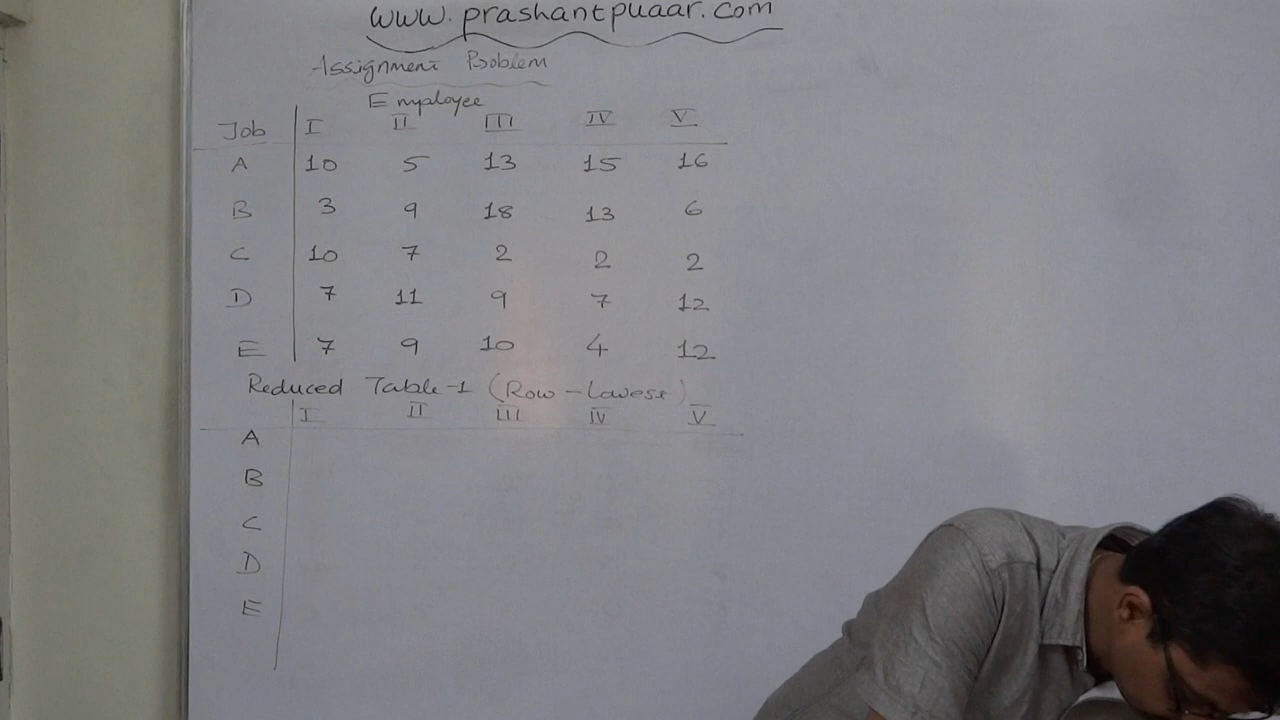 www.prashantpuaar.com
Assignment Problem
Employee
Job I II III IV V
A 10 5 13 15 16
B 3 9 18 13 6
C 10 7 2 2 2
D 7 11 9 7 12
E 7 9 10 4 12
Reduced Table-1 (Row-Lowest)
I II III IV V
A
B
C
D
E